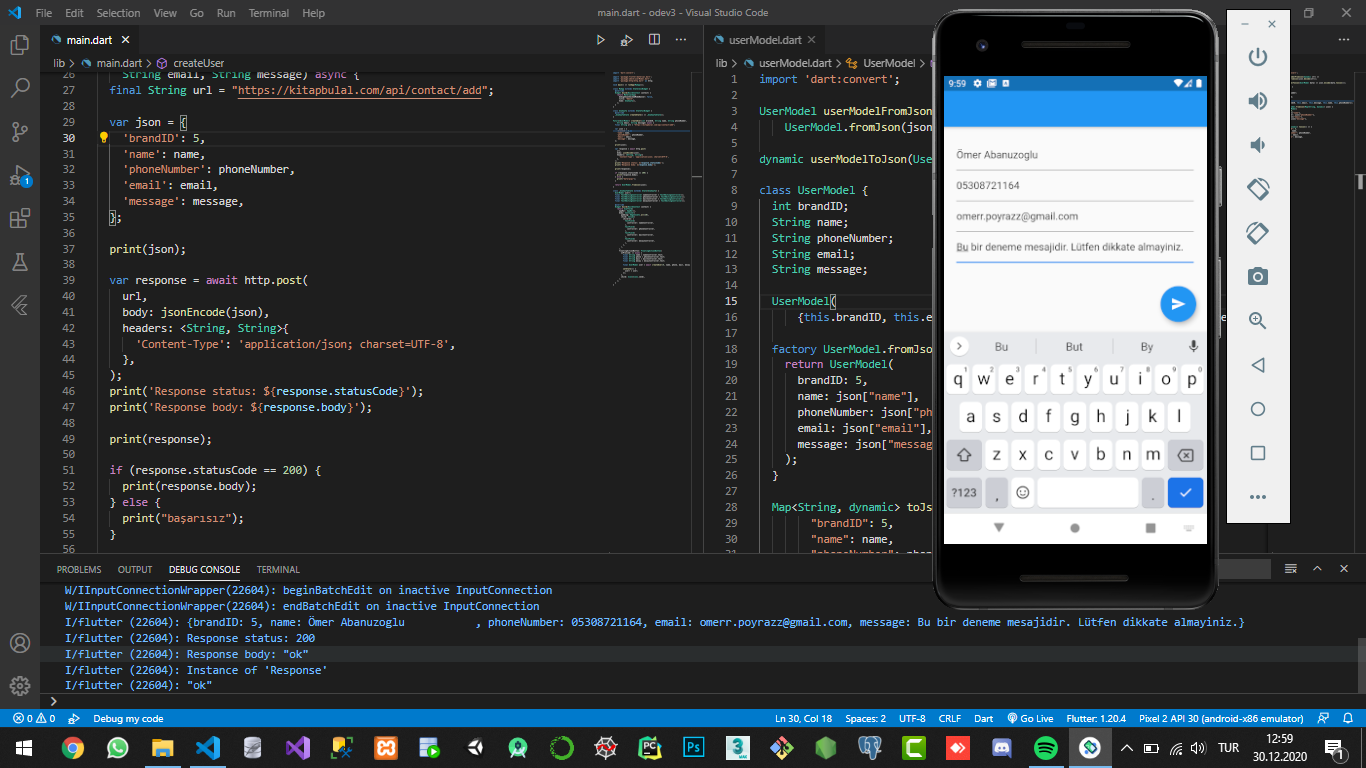 File Edit Selection View Go Run Terminal Help
main.dart - odev3 - Visual Studio Code
main.dart
lib > main.dart > createUser
26 String email, String message) async {
27 final String url = "https://kitapbulal.com/api/contact/add";
28
29 var json = {
30 'brandID': 5,
31 'name': name,
32 'phoneNumber': phoneNumber,
33 'email': email,
34 'message': message,
35 };
36
37 print(json);
38
39 var response = await http.post(
40 url,
41 body: jsonEncode(json),
42 headers: <String, String>{
43 'Content-Type': 'application/json; charset=UTF-8',
44 },
45 );
46 print('Response status: ${response.statusCode}');
47 print('Response body: ${response.body}');
48
49 print(response);
50
51 if (response.statusCode == 200) {
52 print(response.body);
53 } else {
54 print("başarısız");
55 }
56
userModel.dart
lib > userModel.dart > UserModel >
1 import 'dart:convert';
2
3 UserModel userModelFromJson
4 UserModel.fromJson(json
5
6 dynamic userModelToJson(Use
7
8 class UserModel {
9 int brandID;
10 String name;
11 String phoneNumber;
12 String email;
13 String message;
14
15 UserModel(
16 {this.brandID, this.e
17
18 factory UserModel.fromJso
19 return UserModel(
20 brandID: 5,
21 name: json["name"],
22 phoneNumber: json["ph
23 email: json["email"],
24 message: json["messag
25 );
26 }
27
28 Map<String, dynamic> toJs
29 "brandID": 5,
30 "name": name,
31 "phoneNumber": phon
9:59
Ömer Abanuzoglu
05308721164
omerr.poyrazz@gmail.com
Bu bir deneme mesajidir. Lütfen dikkate almayiniz.
Bu But By
q1 w2 e3 r4 t5 y6 u7 i8 o9 p0
a s d f g h j k l
z x c v b n m
?123 , .
PROBLEMS OUTPUT DEBUG CONSOLE TERMINAL
W/IInputConnectionWrapper(22604): beginBatchEdit on inactive InputConnection
W/IInputConnectionWrapper(22604): endBatchEdit on inactive InputConnection
I/flutter (22604): {brandID: 5, name: Ömer Abanuzoglu , phoneNumber: 05308721164, email: omerr.poyrazz@gmail.com, message: Bu bir deneme mesajidir. Lütfen dikkate almayiniz.}
I/flutter (22604): Response status: 200
I/flutter (22604): Response body: "ok"
I/flutter (22604): Instance of 'Response'
I/flutter (22604): "ok"
0 0 Debug my code Ln 30, Col 18 Spaces: 2 UTF-8 CRLF Dart Go Live Flutter: 1.20.4 Pixel 2 API 30 (android-x86 emulator)
TUR
12:59
30.12.2020